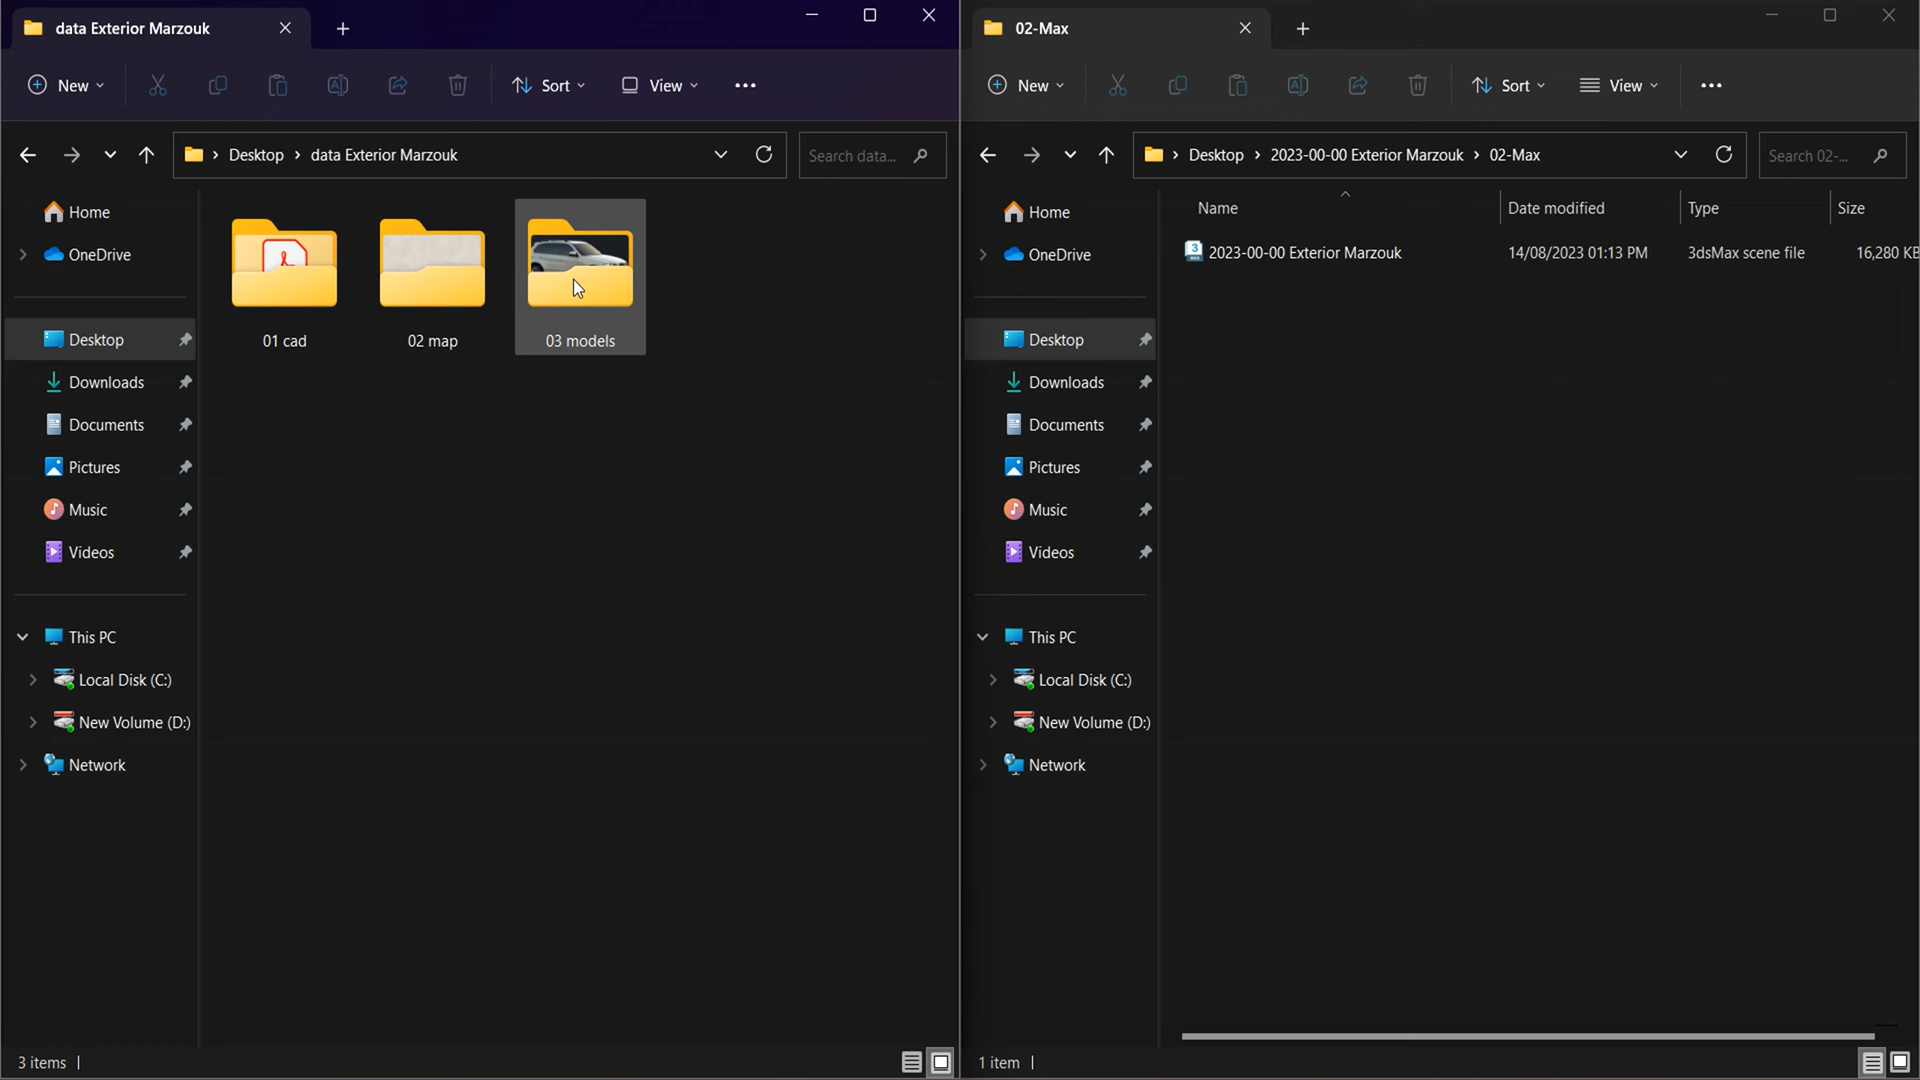 data Exterior Marzouk
New
Sort
View
Desktop
data Exterior Marzouk
Search data...
Home
OneDrive
Desktop
Downloads
Documents
Pictures
Music
Videos
This PC
Local Disk (C:)
New Volume (D:)
Network
01 cad
02 map
03 models
3 items
02-Max
New
Sort
View
Desktop
2023-00-00 Exterior Marzouk
02-Max
Search 02-...
Home
OneDrive
Desktop
Downloads
Documents
Pictures
Music
Videos
This PC
Local Disk (C:)
New Volume (D:)
Network
Name Date modified Type Size
2023-00-00 Exterior Marzouk 14/08/2023 01:13 PM 3dsMax scene file 16,280 KB
1 item